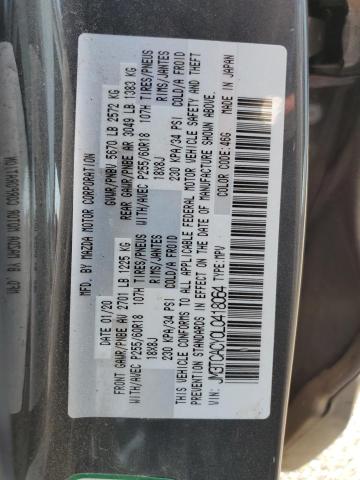 MFD. BY MAZDA MOTOR CORPORATION
DATE: 01/20 GVWR/PNBV 5670 LB 2572 KG
FRONT GAWR/PNBE AV 2701 LB 1225 KG REAR GAWR/PNBE AR 3049 LB 1383 KG
WITH/AVEC P255/60R18 107H TIRES/PNEUS WITH/AVEC P255/60R18 107H TIRES/PNEUS
18X8J RIMS/JANTES 18X8J RIMS/JANTES
230 KPA/34 PSI COLD/A FROID 230 KPA/34 PSI COLD/A FROID
THIS VEHICLE CONFORMS TO ALL APPLICABLE FEDERAL MOTOR VEHICLE SAFETY AND THEFT
PREVENTION STANDARDS IN EFFECT ON THE DATE OF MANUFACTURE SHOWN ABOVE.
VIN: JM3TCACY0L0418064 TYPE: MPV COLOR CODE: 46G MADE IN JAPAN